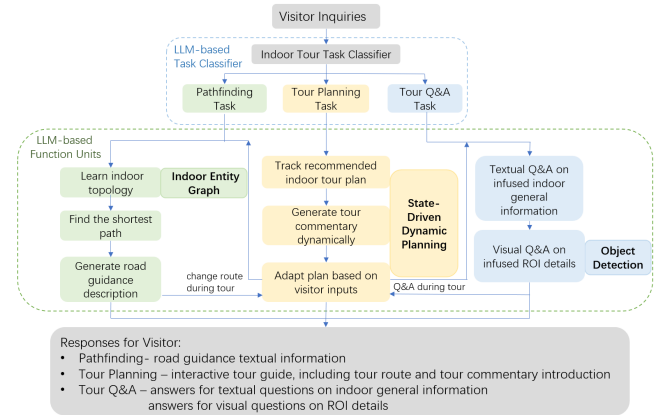 Visitor Inquiries
LLM-based
Task Classifier
Indoor Tour Task Classifier
Pathfinding
Task
Tour Planning
Task
Tour Q&A
Task
LLM-based
Function Units
Learn indoor
topology
Indoor Entity
Graph
Find the shortest
path
Generate road
guidance
description
change route
during tour
Track recommended
indoor tour plan
Generate tour
commentary
dynamically
Adapt plan based on
visitor inputs
State-
Driven
Dynamic
Planning
Q&A during tour
Textual Q&A on
infused indoor
general
information
Visual Q&A on
infused ROI details
Object
Detection
Responses for Visitor:
• Pathfinding- road guidance textual information
• Tour Planning – interactive tour guide, including tour route and tour commentary introduction
• Tour Q&A – answers for textual questions on indoor general information
answers for visual questions on ROI details